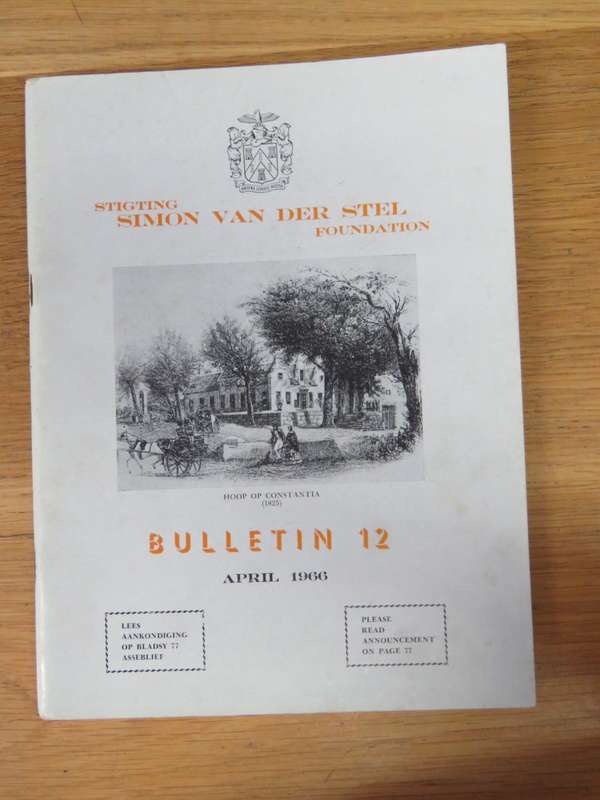 STIGTING
SIMON VAN DER STEL
FOUNDATION
HOOP OP CONSTANTIA
(1825)
BULLETIN 12
APRIL 1966
LEES
AANKONDIGING
OP BLADSY 77
ASSEBLIEF
PLEASE
READ
ANNOUNCEMENT
ON PAGE 77